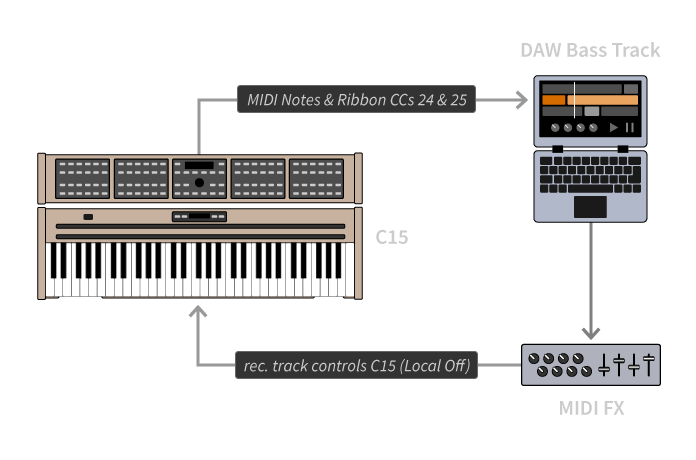 DAW Bass Track
MIDI Notes & Ribbon CCs 24 & 25
C15
rec. track controls C15 (Local Off)
MIDI FX